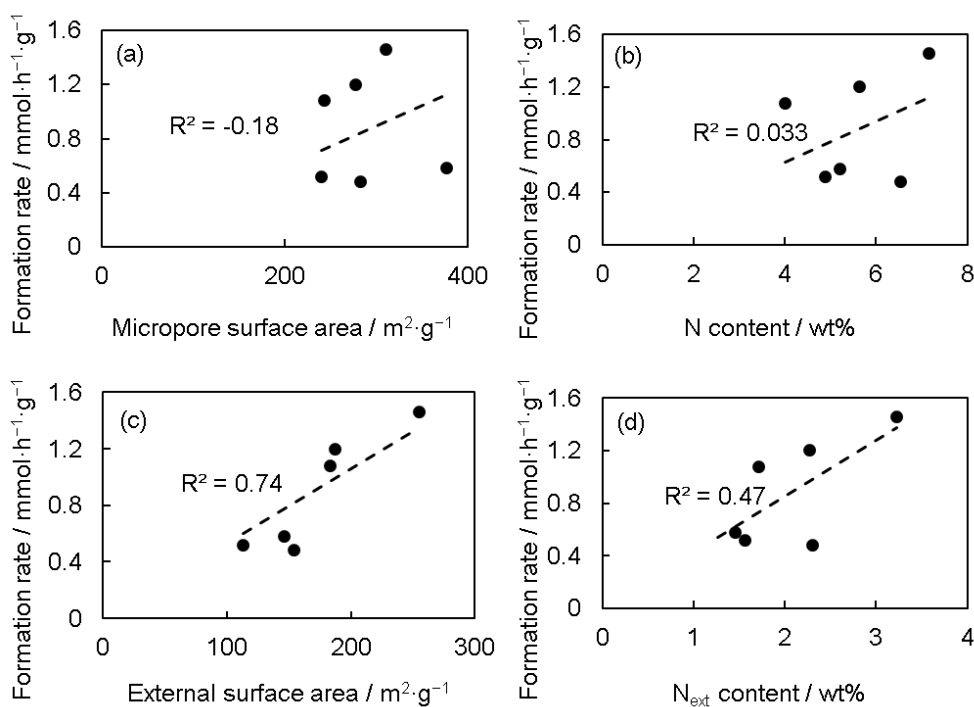 Formation rate / mmol·h⁻¹·g⁻¹
1.6
1.2
0.8
0.4
0
(a)
R² = -0.18
0
200
400
Micropore surface area / m²·g⁻¹
Formation rate / mmol·h⁻¹·g⁻¹
1.6
1.2
0.8
0.4
0
(b)
R² = 0.033
0
2
4
6
8
N content / wt%
Formation rate / mmol·h⁻¹·g⁻¹
1.6
1.2
0.8
0.4
0
(c)
R² = 0.74
0
100
200
300
External surface area / m²·g⁻¹
Formation rate / mmol·h⁻¹·g⁻¹
1.6
1.2
0.8
0.4
0
(d)
R² = 0.47
0
1
2
3
4
Next content / wt%